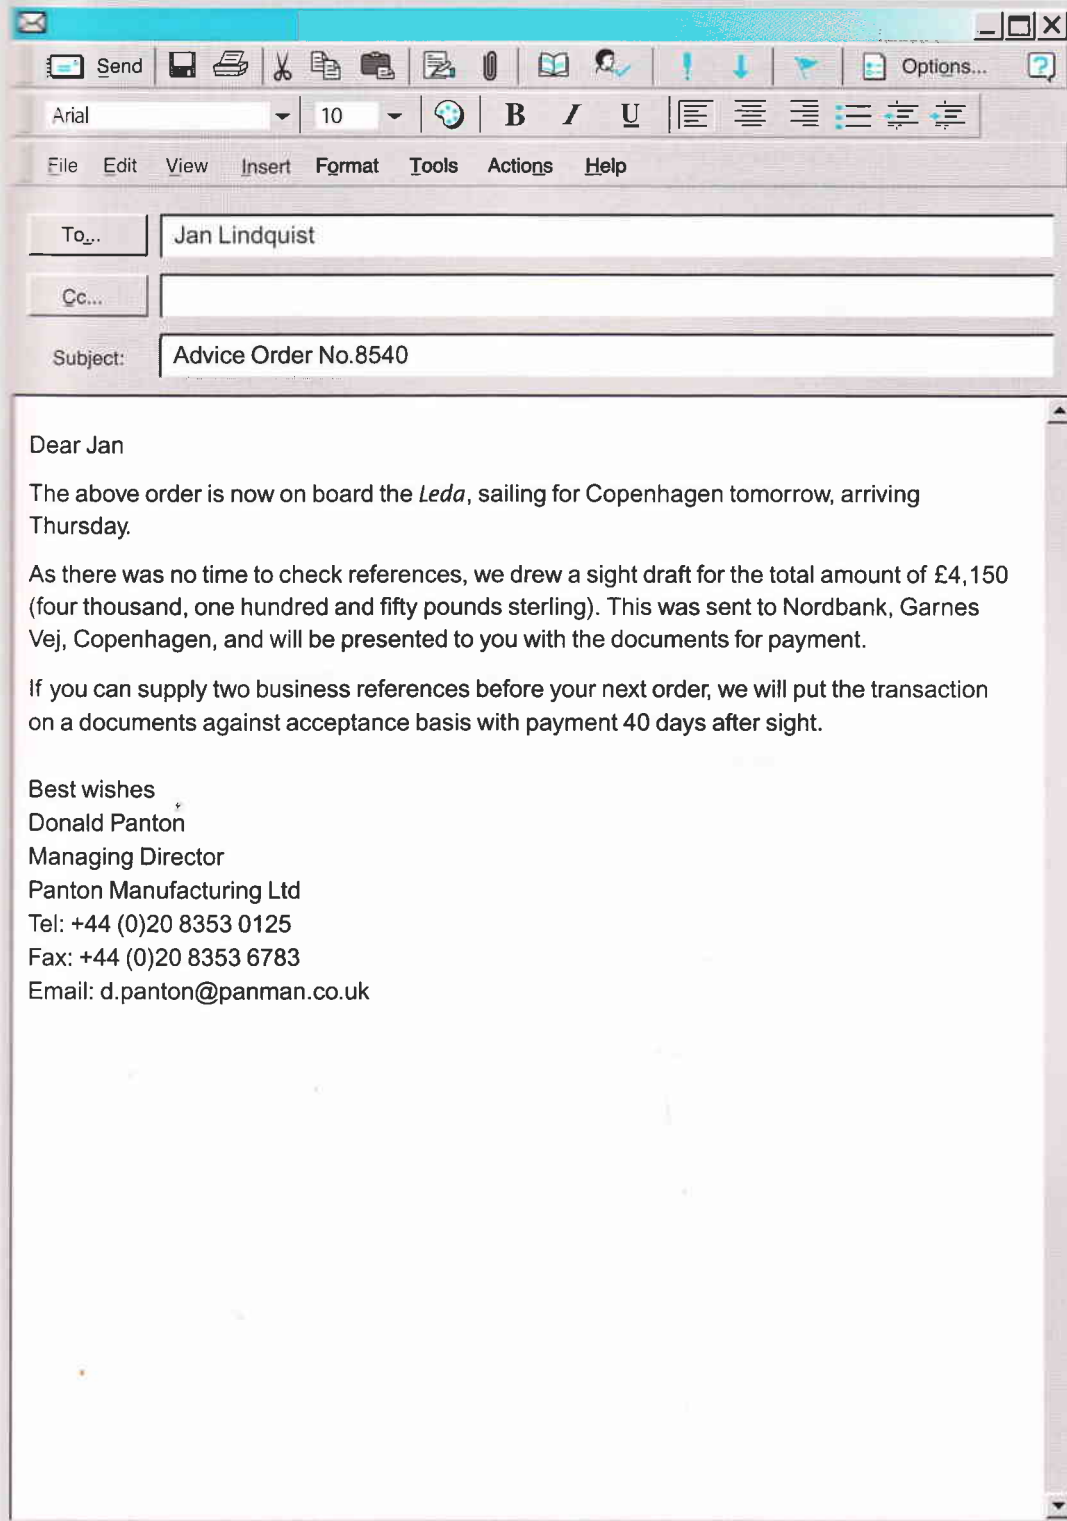 Send Options...
Arial 10 B I U
File Edit View Insert Format Tools Actions Help
To... Jan Lindquist
Cc...
Subject: Advice Order No.8540
Dear Jan
The above order is now on board the Leda, sailing for Copenhagen tomorrow, arriving
Thursday.
As there was no time to check references, we drew a sight draft for the total amount of £4,150
(four thousand, one hundred and fifty pounds sterling). This was sent to Nordbank, Garnes
Vej, Copenhagen, and will be presented to you with the documents for payment.
If you can supply two business references before your next order, we will put the transaction
on a documents against acceptance basis with payment 40 days after sight.
Best wishes
Donald Panton
Managing Director
Panton Manufacturing Ltd
Tel: +44 (0)20 8353 0125
Fax: +44 (0)20 8353 6783
Email: d.panton@panman.co.uk